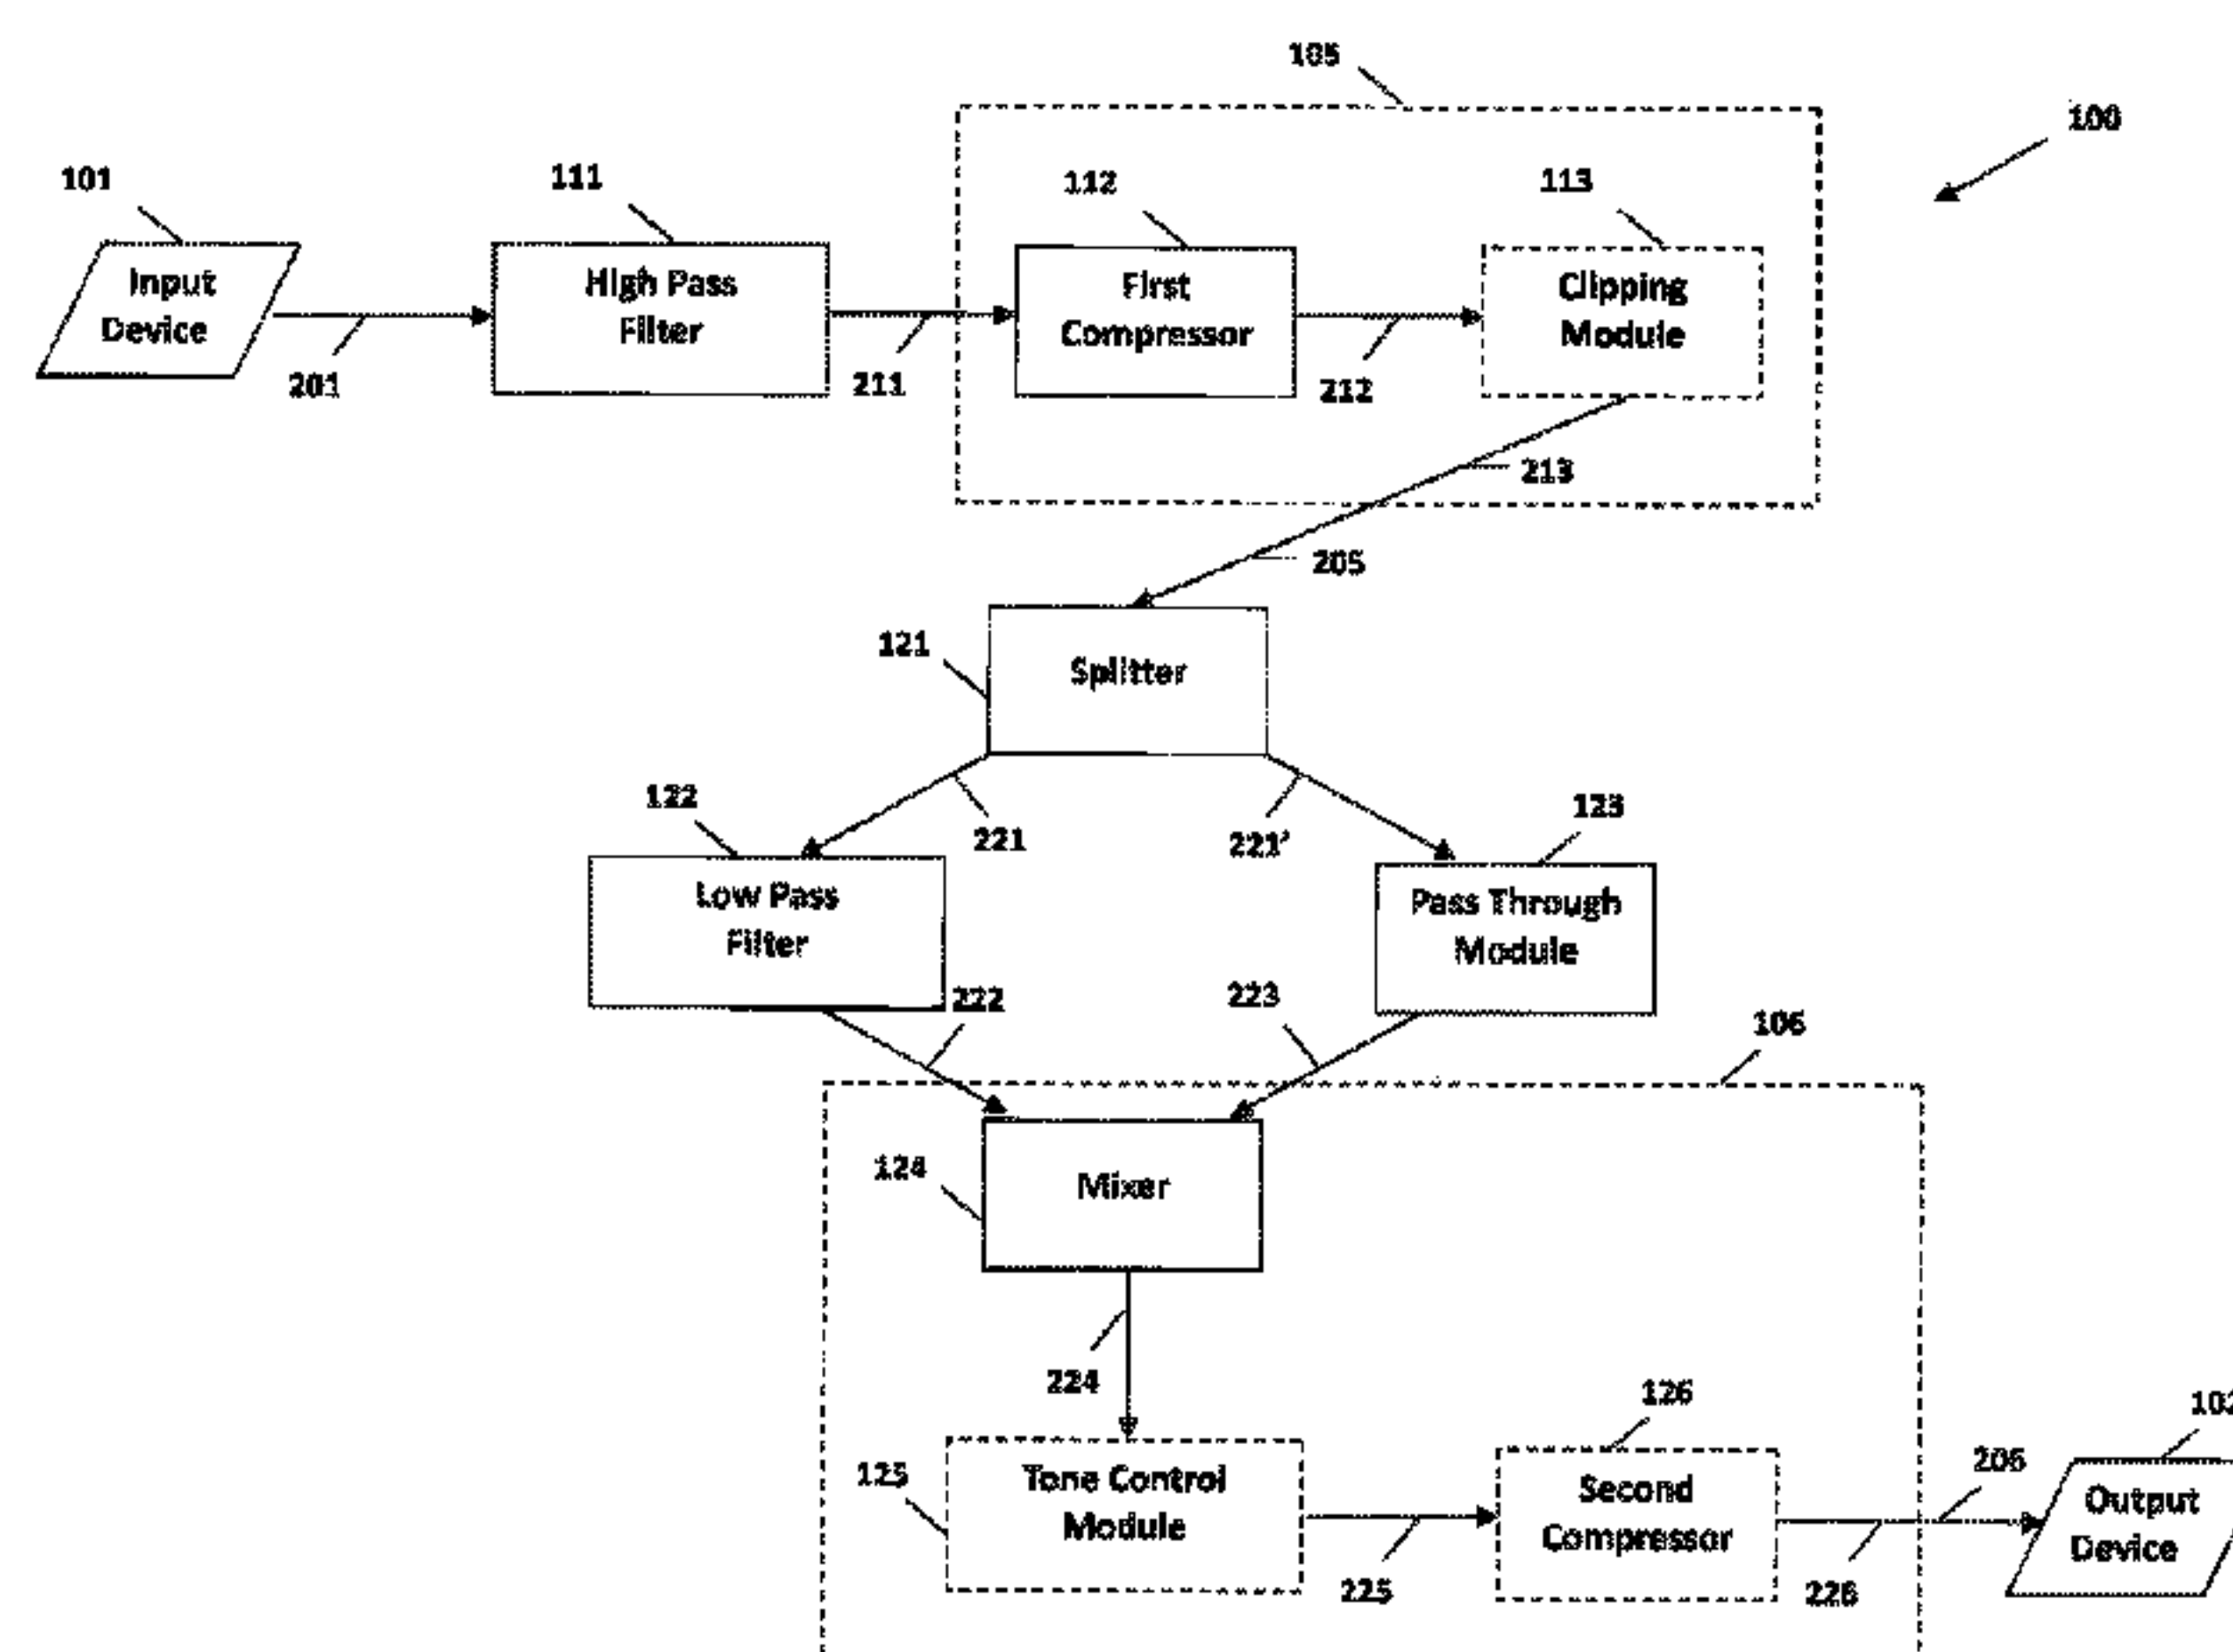 105
100
101
111
112
113
Input
Device
High Pass
Filter
First
Compressor
Clipping
Module
201
211
212
213
205
121
Splitter
122
221
221'
123
Low Pass
Filter
Pass Through
Module
222
223
106
124
Mixer
224
126
102
125
Tone Control
Module
Second
Compressor
206
Output
Device
225
226